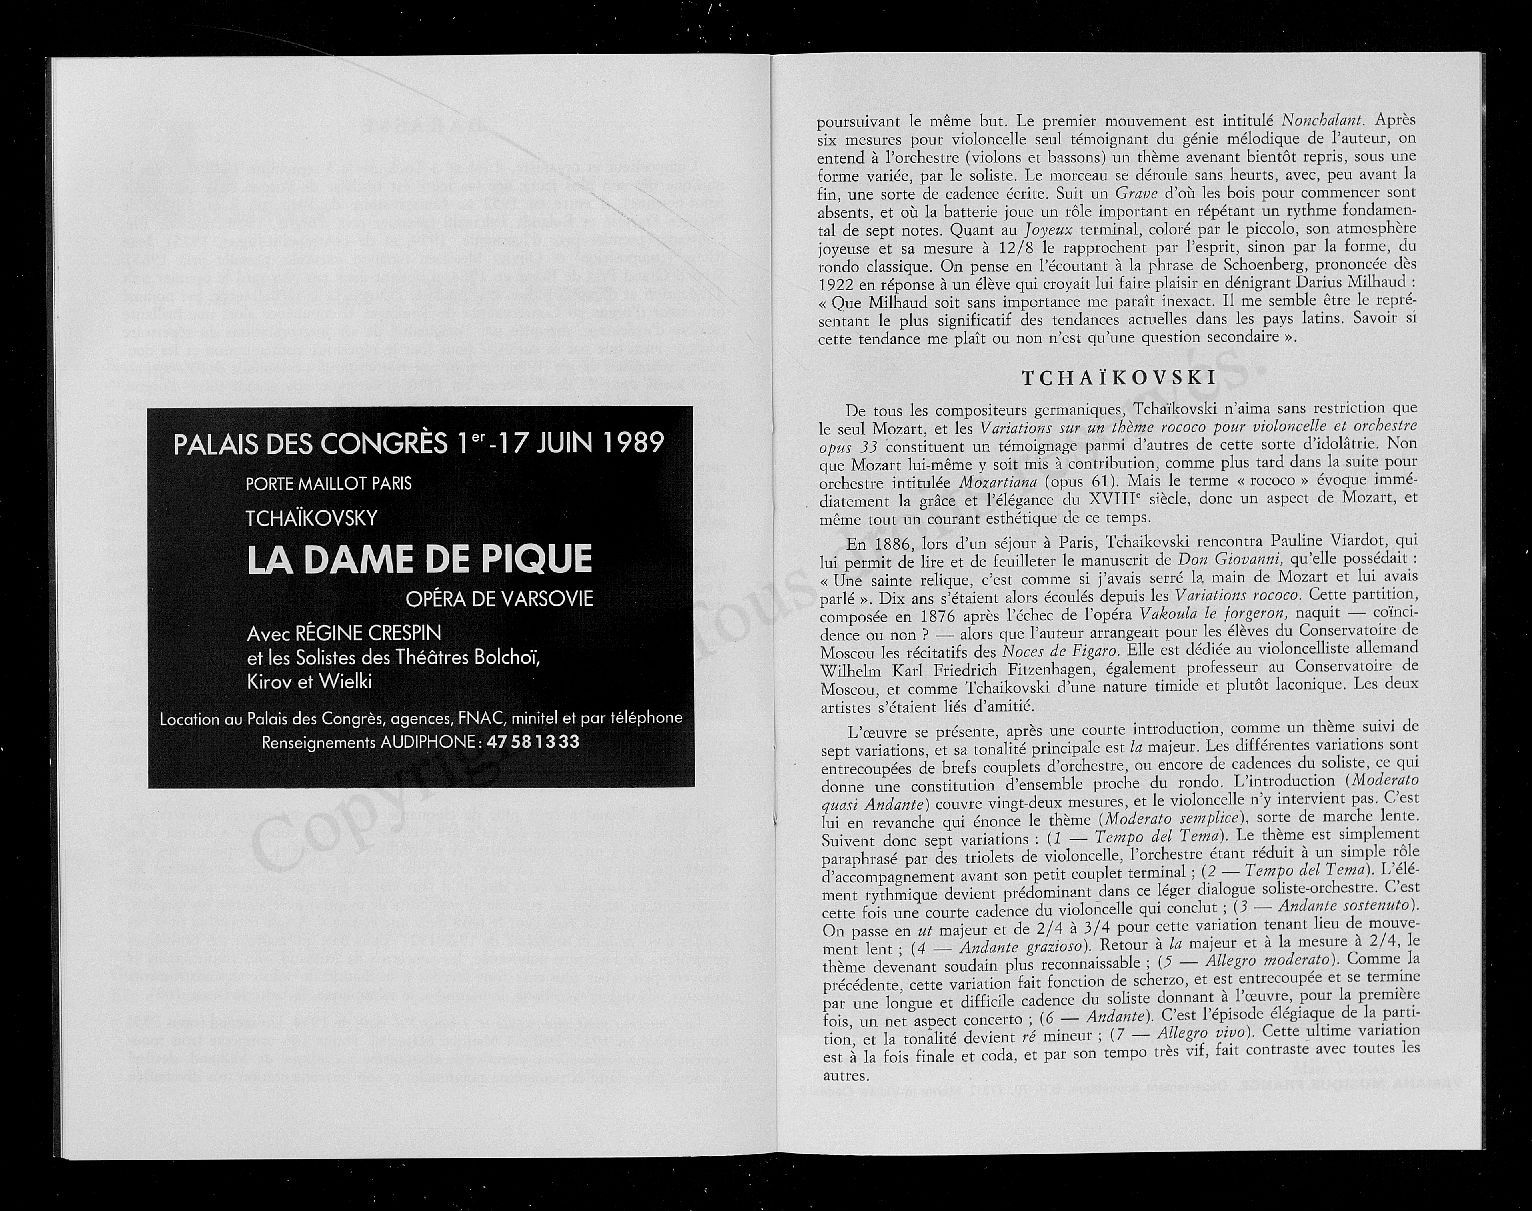 PALAIS DES CONGRÈS 1er-17 JUIN 1989
PORTE MAILLOT PARIS
TCHAÏKOVSKY
LA DAME DE PIQUE
OPÉRA DE VARSOVIE
Avec RÉGINE CRESPIN
et les Solistes des Théâtres Bolchoï,
Kirov et Wielki
Location au Palais des Congrès, agences, FNAC, minitel et par téléphone
Renseignements AUDIPHONE : 47 58 13 33
poursuivant le même but. Le premier mouvement est intitulé Nonchalant. Après
six mesures pour violoncelle seul témoignant du génie mélodique de l'auteur, on
entend à l'orchestre (violons et bassons) un thème avenant bientôt repris, sous une
forme variée, par le soliste. Le morceau se déroule sans heurts, avec, peu avant la
fin, une sorte de cadence écrite. Suit un Grave d'où les bois pour commencer sont
absents, et où la batterie joue un rôle important en répétant un rythme fondamen-
tal de sept notes. Quant au Joyeux terminal, coloré par le piccolo, son atmosphère
joyeuse et sa mesure à 12/8 le rapprochent par l'esprit, sinon par la forme, du
rondo classique. On pense en l'écoutant à la phrase de Schoenberg, prononcée dès
1922 en réponse à un élève qui croyait lui faire plaisir en dénigrant Darius Milhaud :
« Que Milhaud soit sans importance me paraît inexact. Il me semble être le repré-
sentant le plus significatif des tendances actuelles dans les pays latins. Savoir si
cette tendance me plaît ou non n'est qu'une question secondaire ».
TCHAÏKOVSKI
De tous les compositeurs germaniques, Tchaïkovski n'aima sans restriction que
le seul Mozart, et les Variations sur un thème rococo pour violoncelle et orchestre
opus 33 constituent un témoignage parmi d'autres de cette sorte d'idolâtrie. Non
que Mozart lui-même y soit mis à contribution, comme plus tard dans la suite pour
orchestre intitulée Mozartiana (opus 61). Mais le terme « rococo » évoque immé-
diatement la grâce et l'élégance du XVIIIe siècle, donc un aspect de Mozart, et
même tout un courant esthétique de ce temps.
En 1886, lors d'un séjour à Paris, Tchaikovski rencontra Pauline Viardot, qui
lui permit de lire et de feuilleter le manuscrit de Don Giovanni, qu'elle possédait :
« Une sainte relique, c'est comme si j'avais serré la main de Mozart et lui avais
parlé ». Dix ans s'étaient alors écoulés depuis les Variations rococo. Cette partition,
composée en 1876 après l'échec de l'opéra Vakoula le forgeron, naquit — coïnci-
dence ou non ? — alors que l'auteur arrangeait pour les élèves du Conservatoire de
Moscou les récitatifs des Noces de Figaro. Elle est dédiée au violoncelliste allemand
Wilhelm Karl Friedrich Fitzenhagen, également professeur au Conservatoire de
Moscou, et comme Tchaikovski d'une nature timide et plutôt laconique. Les deux
artistes s'étaient liés d'amitié.
L'œuvre se présente, après une courte introduction, comme un thème suivi de
sept variations, et sa tonalité principale est la majeur. Les différentes variations sont
entrecoupées de brefs couplets d'orchestre, ou encore de cadences du soliste, ce qui
donne une constitution d'ensemble proche du rondo. L'introduction (Moderato
quasi Andante) couvre vingt-deux mesures, et le violoncelle n'y intervient pas. C'est
lui en revanche qui énonce le thème (Moderato semplice), sorte de marche lente.
Suivent donc sept variations : (1 — Tempo del Tema). Le thème est simplement
paraphrasé par des triolets de violoncelle, l'orchestre étant réduit à un simple rôle
d'accompagnement avant son petit couplet terminal ; (2 — Tempo del Tema). L'élé-
ment rythmique devient prédominant dans ce léger dialogue soliste-orchestre. C'est
cette fois une courte cadence du violoncelle qui conclut ; (3 — Andante sostenuto).
On passe en ut majeur et de 2/4 à 3/4 pour cette variation tenant lieu de mouve-
ment lent ; (4 — Andante grazioso). Retour à la majeur et à la mesure à 2/4, le
thème devenant soudain plus reconnaissable ; (5 — Allegro moderato). Comme la
précédente, cette variation fait fonction de scherzo, et est entrecoupée et se termine
par une longue et difficile cadence du soliste donnant à l'œuvre, pour la première
fois, un net aspect concerto ; (6 — Andante). C'est l'épisode élégiaque de la parti-
tion, et la tonalité devient ré mineur ; (7 — Allegro vivo). Cette ultime variation
est à la fois finale et coda, et par son tempo très vif, fait contraste avec toutes les
autres.